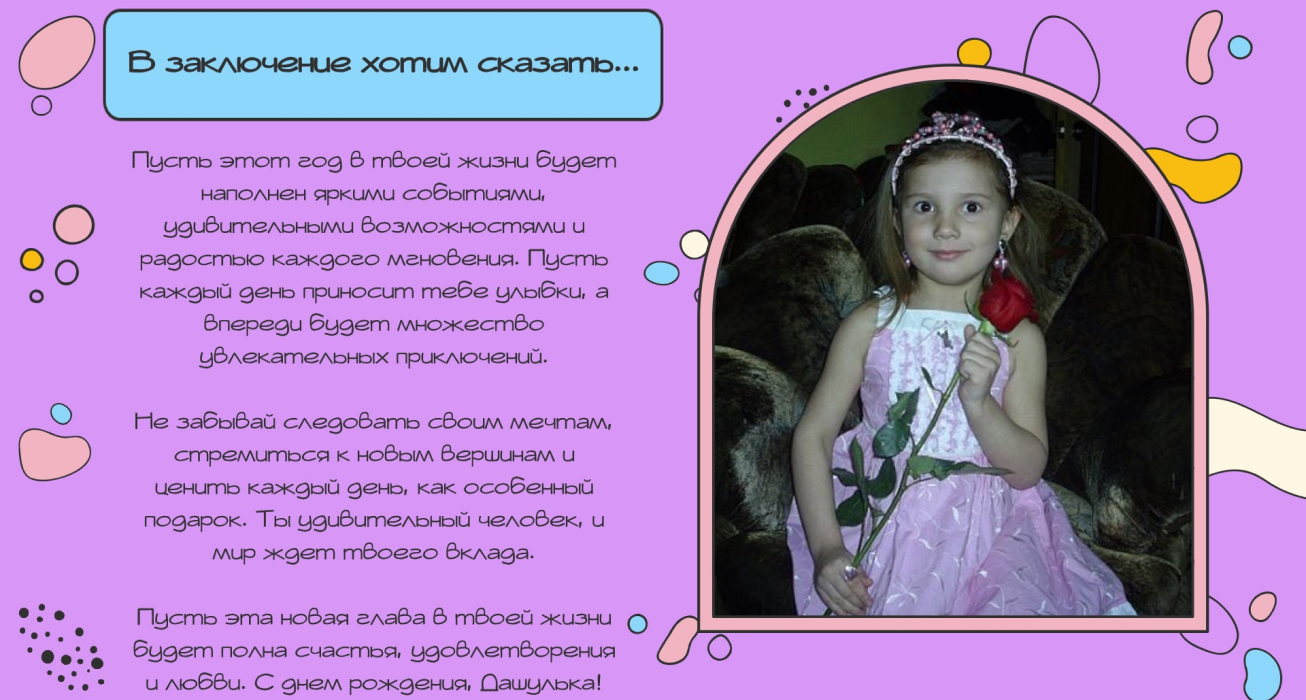 В заключение хотим сказать...
Пусть этот год в твоей жизни будет
наполнен яркими событиями,
удивительными возможностями и
радостью каждого мгновения. Пусть
каждый день приносит тебе улыбки, а
впереди будет множество
увлекательных приключений.
Не забывай следовать своим мечтам,
стремиться к новым вершинам и
ценить каждый день, как особенный
подарок. Ты удивительный человек, и
мир ждет твоего вклада.
Пусть эта новая глава в твоей жизни
будет полна счастья, удовлетворения
и любви. С днем рождения, Дашулька!